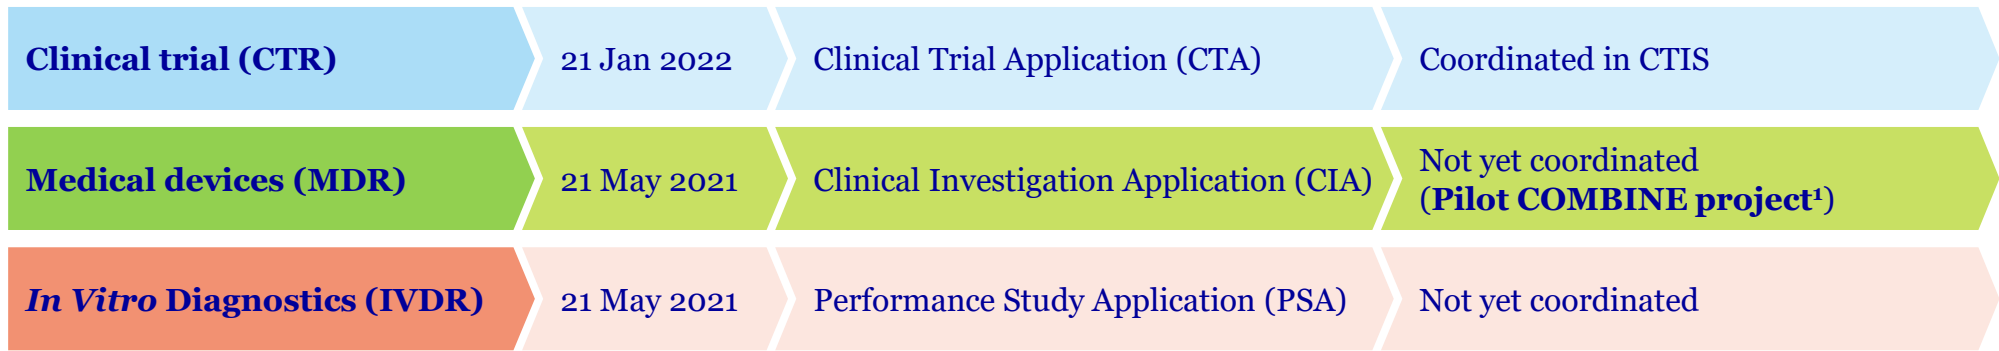 Clinical trial (CTR) 21 Jan 2022 Clinical Trial Application (CTA) Coordinated in CTIS
Medical devices (MDR) 21 May 2021 Clinical Investigation Application (CIA) Not yet coordinated
(Pilot COMBINE project¹)
In Vitro Diagnostics (IVDR) 21 May 2021 Performance Study Application (PSA) Not yet coordinated